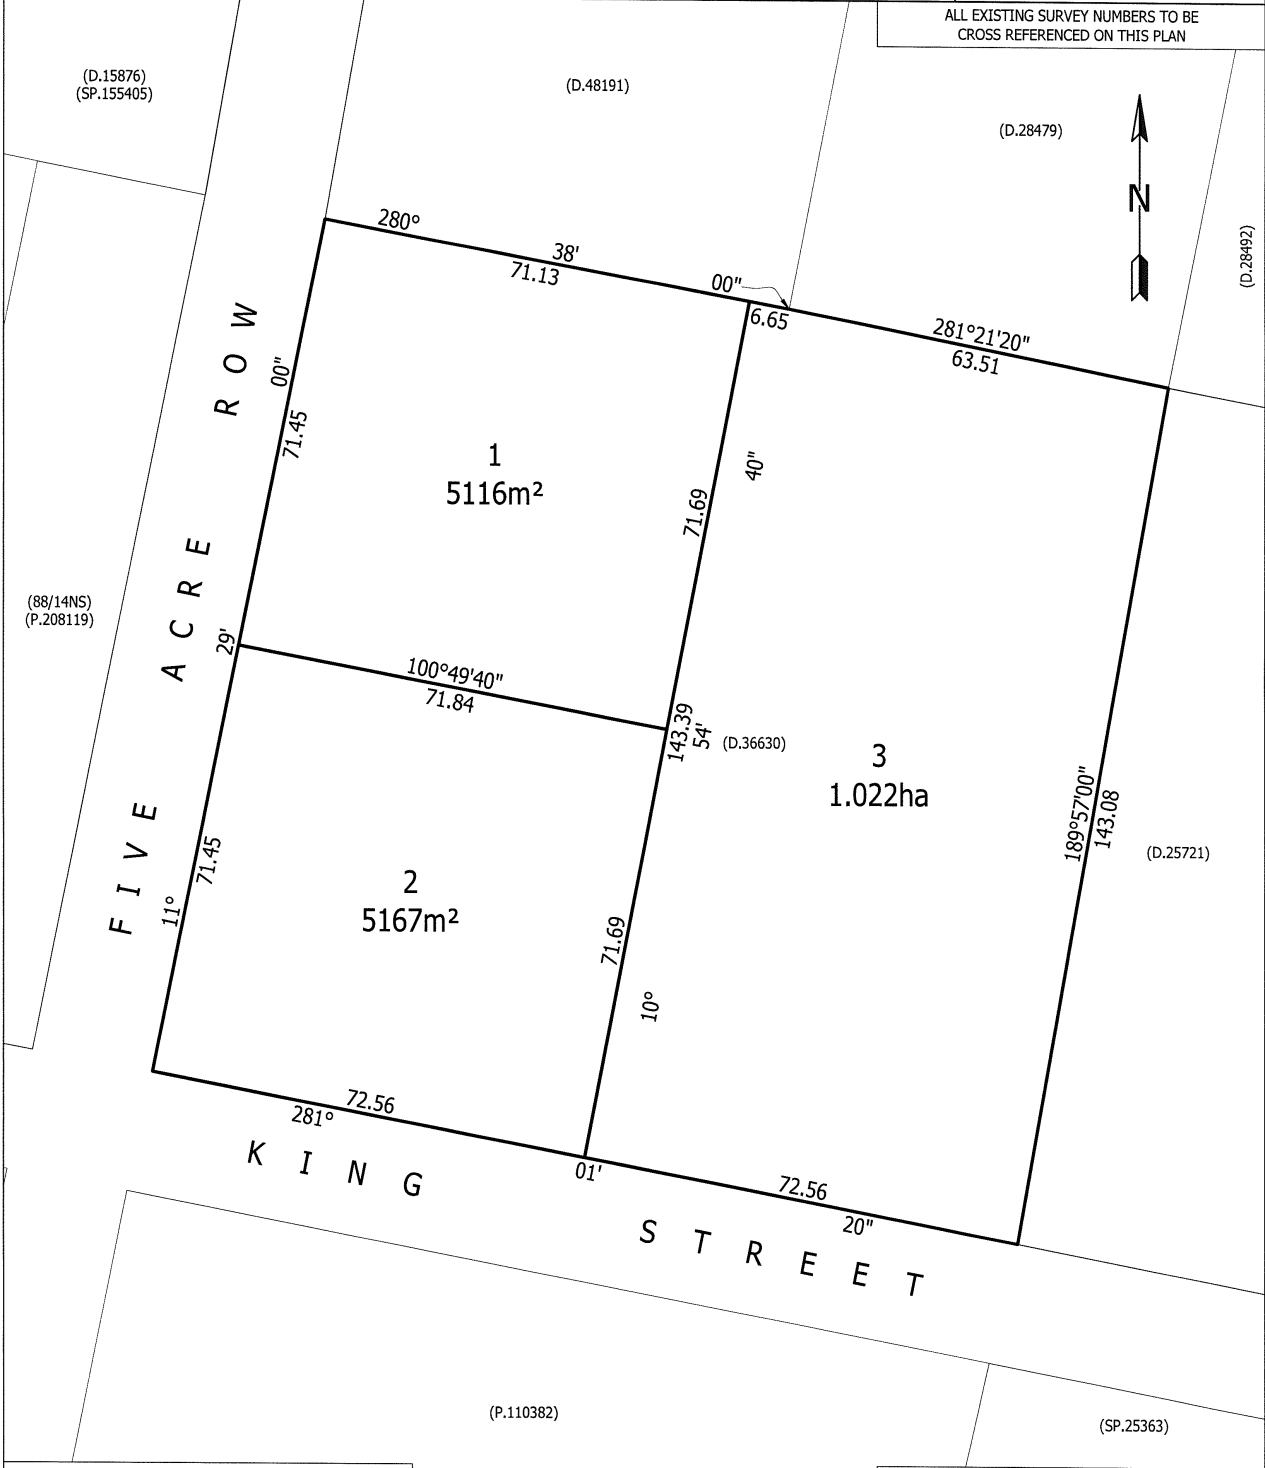 ALL EXISTING SURVEY NUMBERS TO BE
CROSS REFERENCED ON THIS PLAN
(D.15876)
(SP.155405)
(D.48191)
(D.28479)
N
(D.28492)
280°
38'
71.13
00"
6.65
281°21'20"
63.51
FIVE ACRE ROW
00"
71.45
1
5116m²
40"
71.69
(88/14NS)
(P.208119)
29'
100°49'40"
71.84
143.39
54'
(D.36630)
3
1.022ha
189°57'00"
143.08
(D.25721)
71.45
11°
2
5167m²
71.69
10°
72.56
281°
01'
72.56
20"
KING STREET
(P.110382)
(SP.25363)